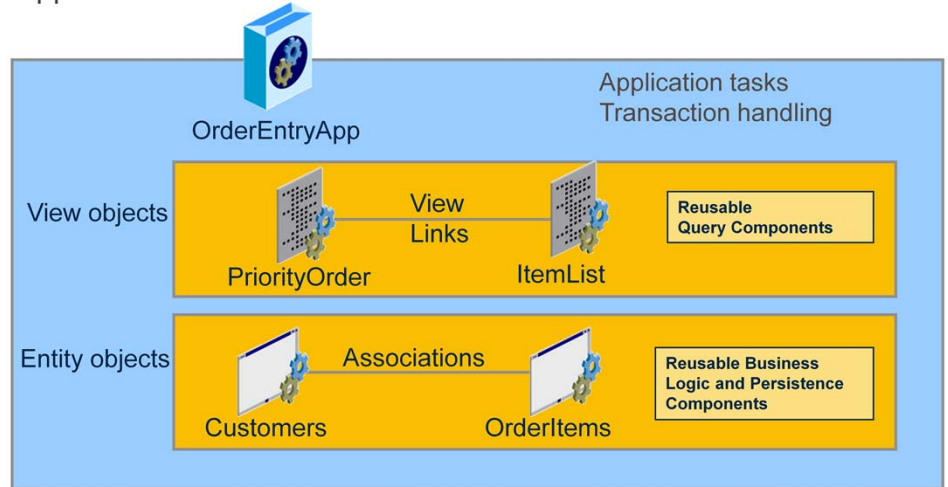 OrderEntryApp
Application tasks
Transaction handling
View objects
PriorityOrder
View
Links
ItemList
Reusable
Query Components
Entity objects
Customers
Associations
OrderItems
Reusable Business
Logic and Persistence
Components